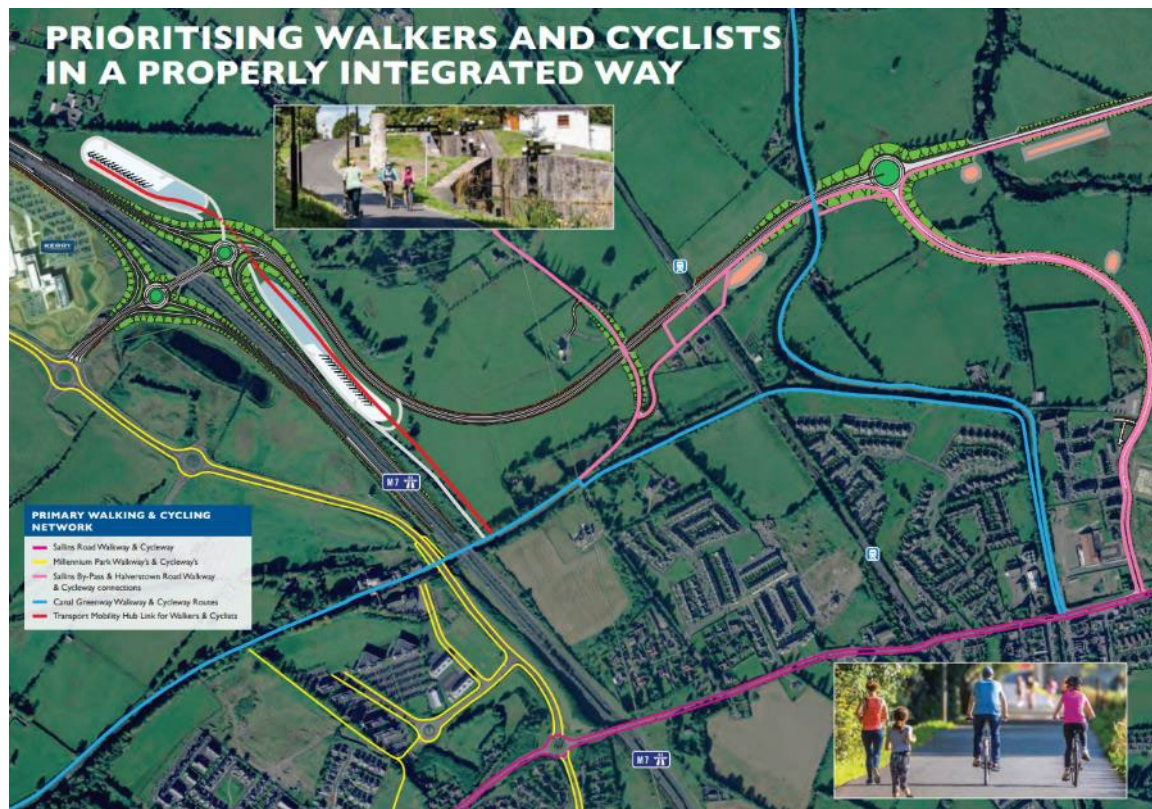 PRIORITISING WALKERS AND CYCLISTS
IN A PROPERLY INTEGRATED WAY
KERRY
M7
PRIMARY WALKING & CYCLING
NETWORK
Sallins Road Walkway & Cycleway
Millennium Park Walkway's & Cycleway's
Sallins By-Pass & Halverstown Road Walkway
& Cycleway connections
Canal Greenway Walkway & Cycleway Routes
Transport Mobility Hub Link for Walkers & Cyclists
M7